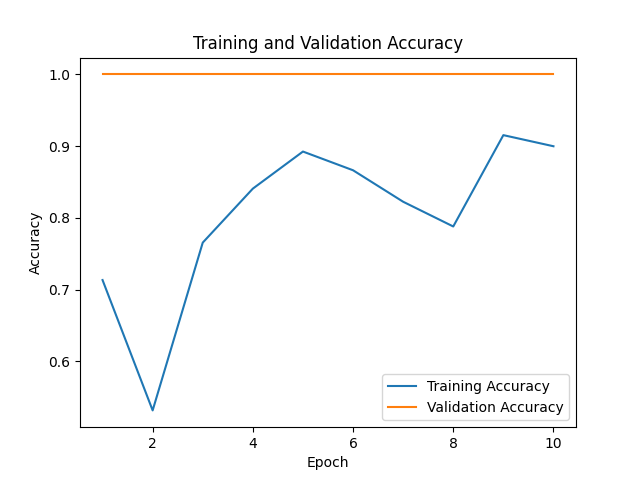 Training and Validation Accuracy
1.0
0.9
0.8
0.7
0.6
Accuracy
Training Accuracy
Validation Accuracy
2 4 6 8 10
Epoch